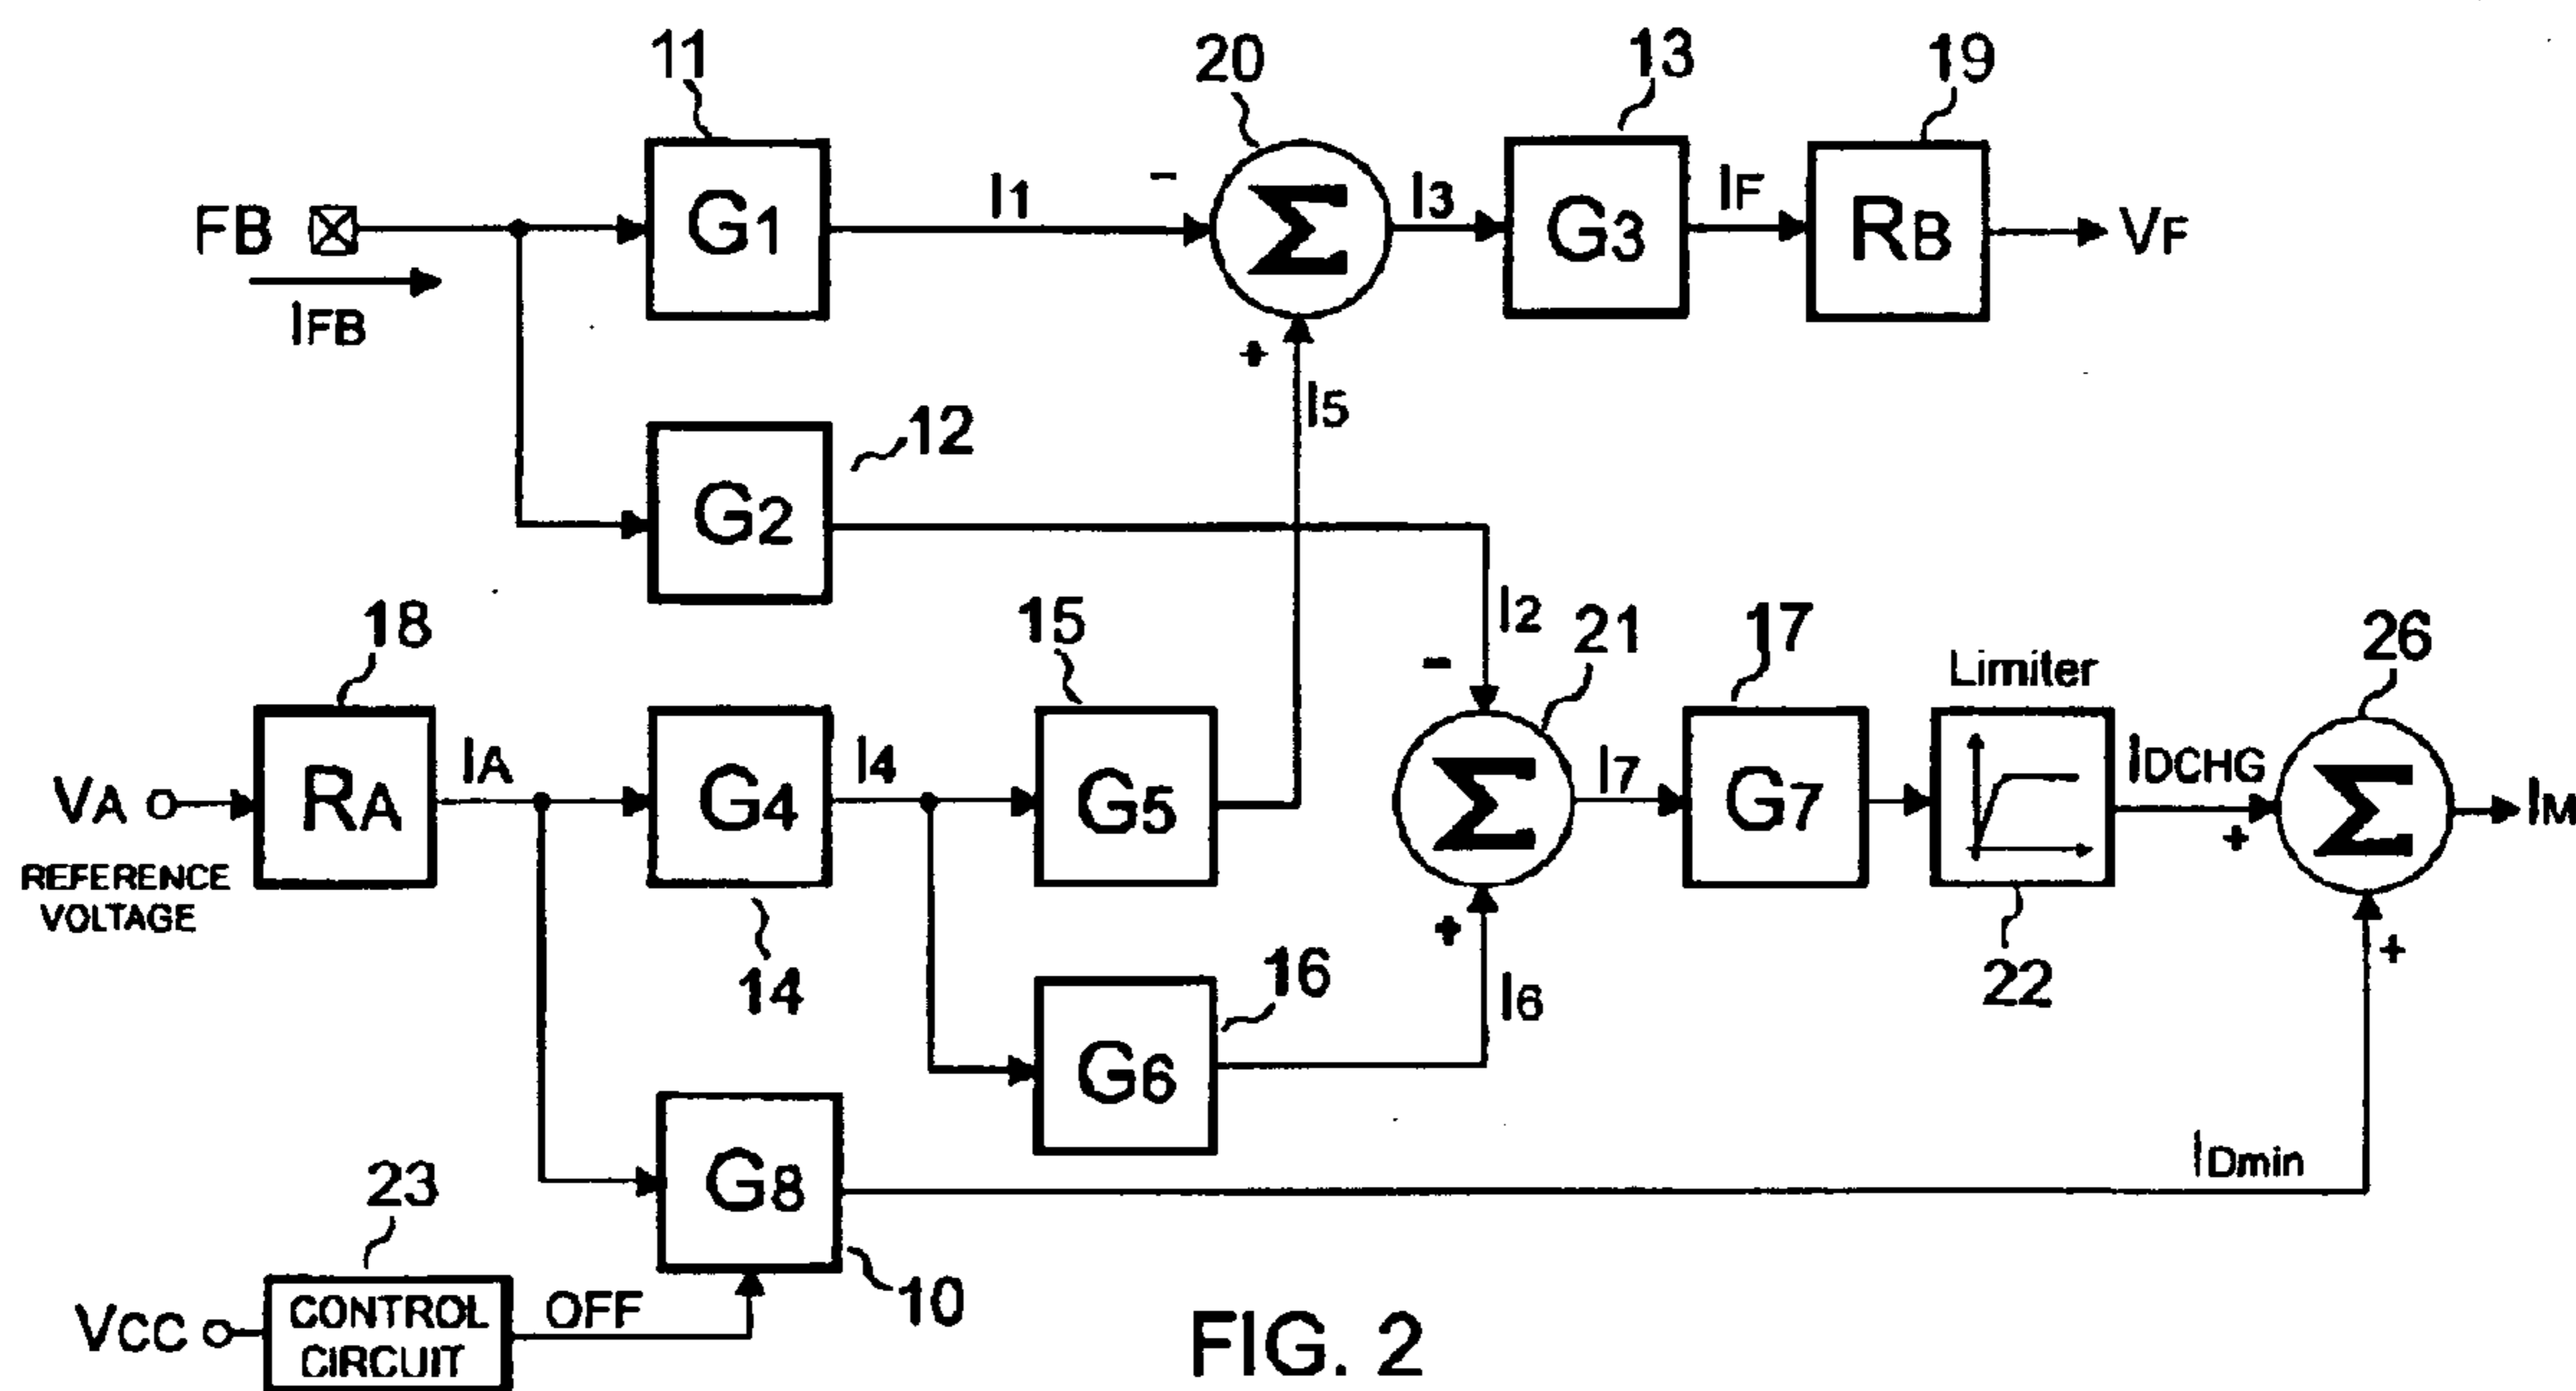 11
20
13
19
FB
IFB
G1
I1
-
Σ
I3
G3
IF
RB
VF
+
I5
12
G2
I2
18
15
21
17
Limiter
26
VA
REFERENCE
VOLTAGE
RA
IA
G4
I4
G5
-
Σ
I7
G7
IDCHG
+
Σ
IM
14
16
+
I6
22
+
G6
G8
IDmin
23
10
VCC
CONTROL
CIRCUIT
OFF
FIG. 2